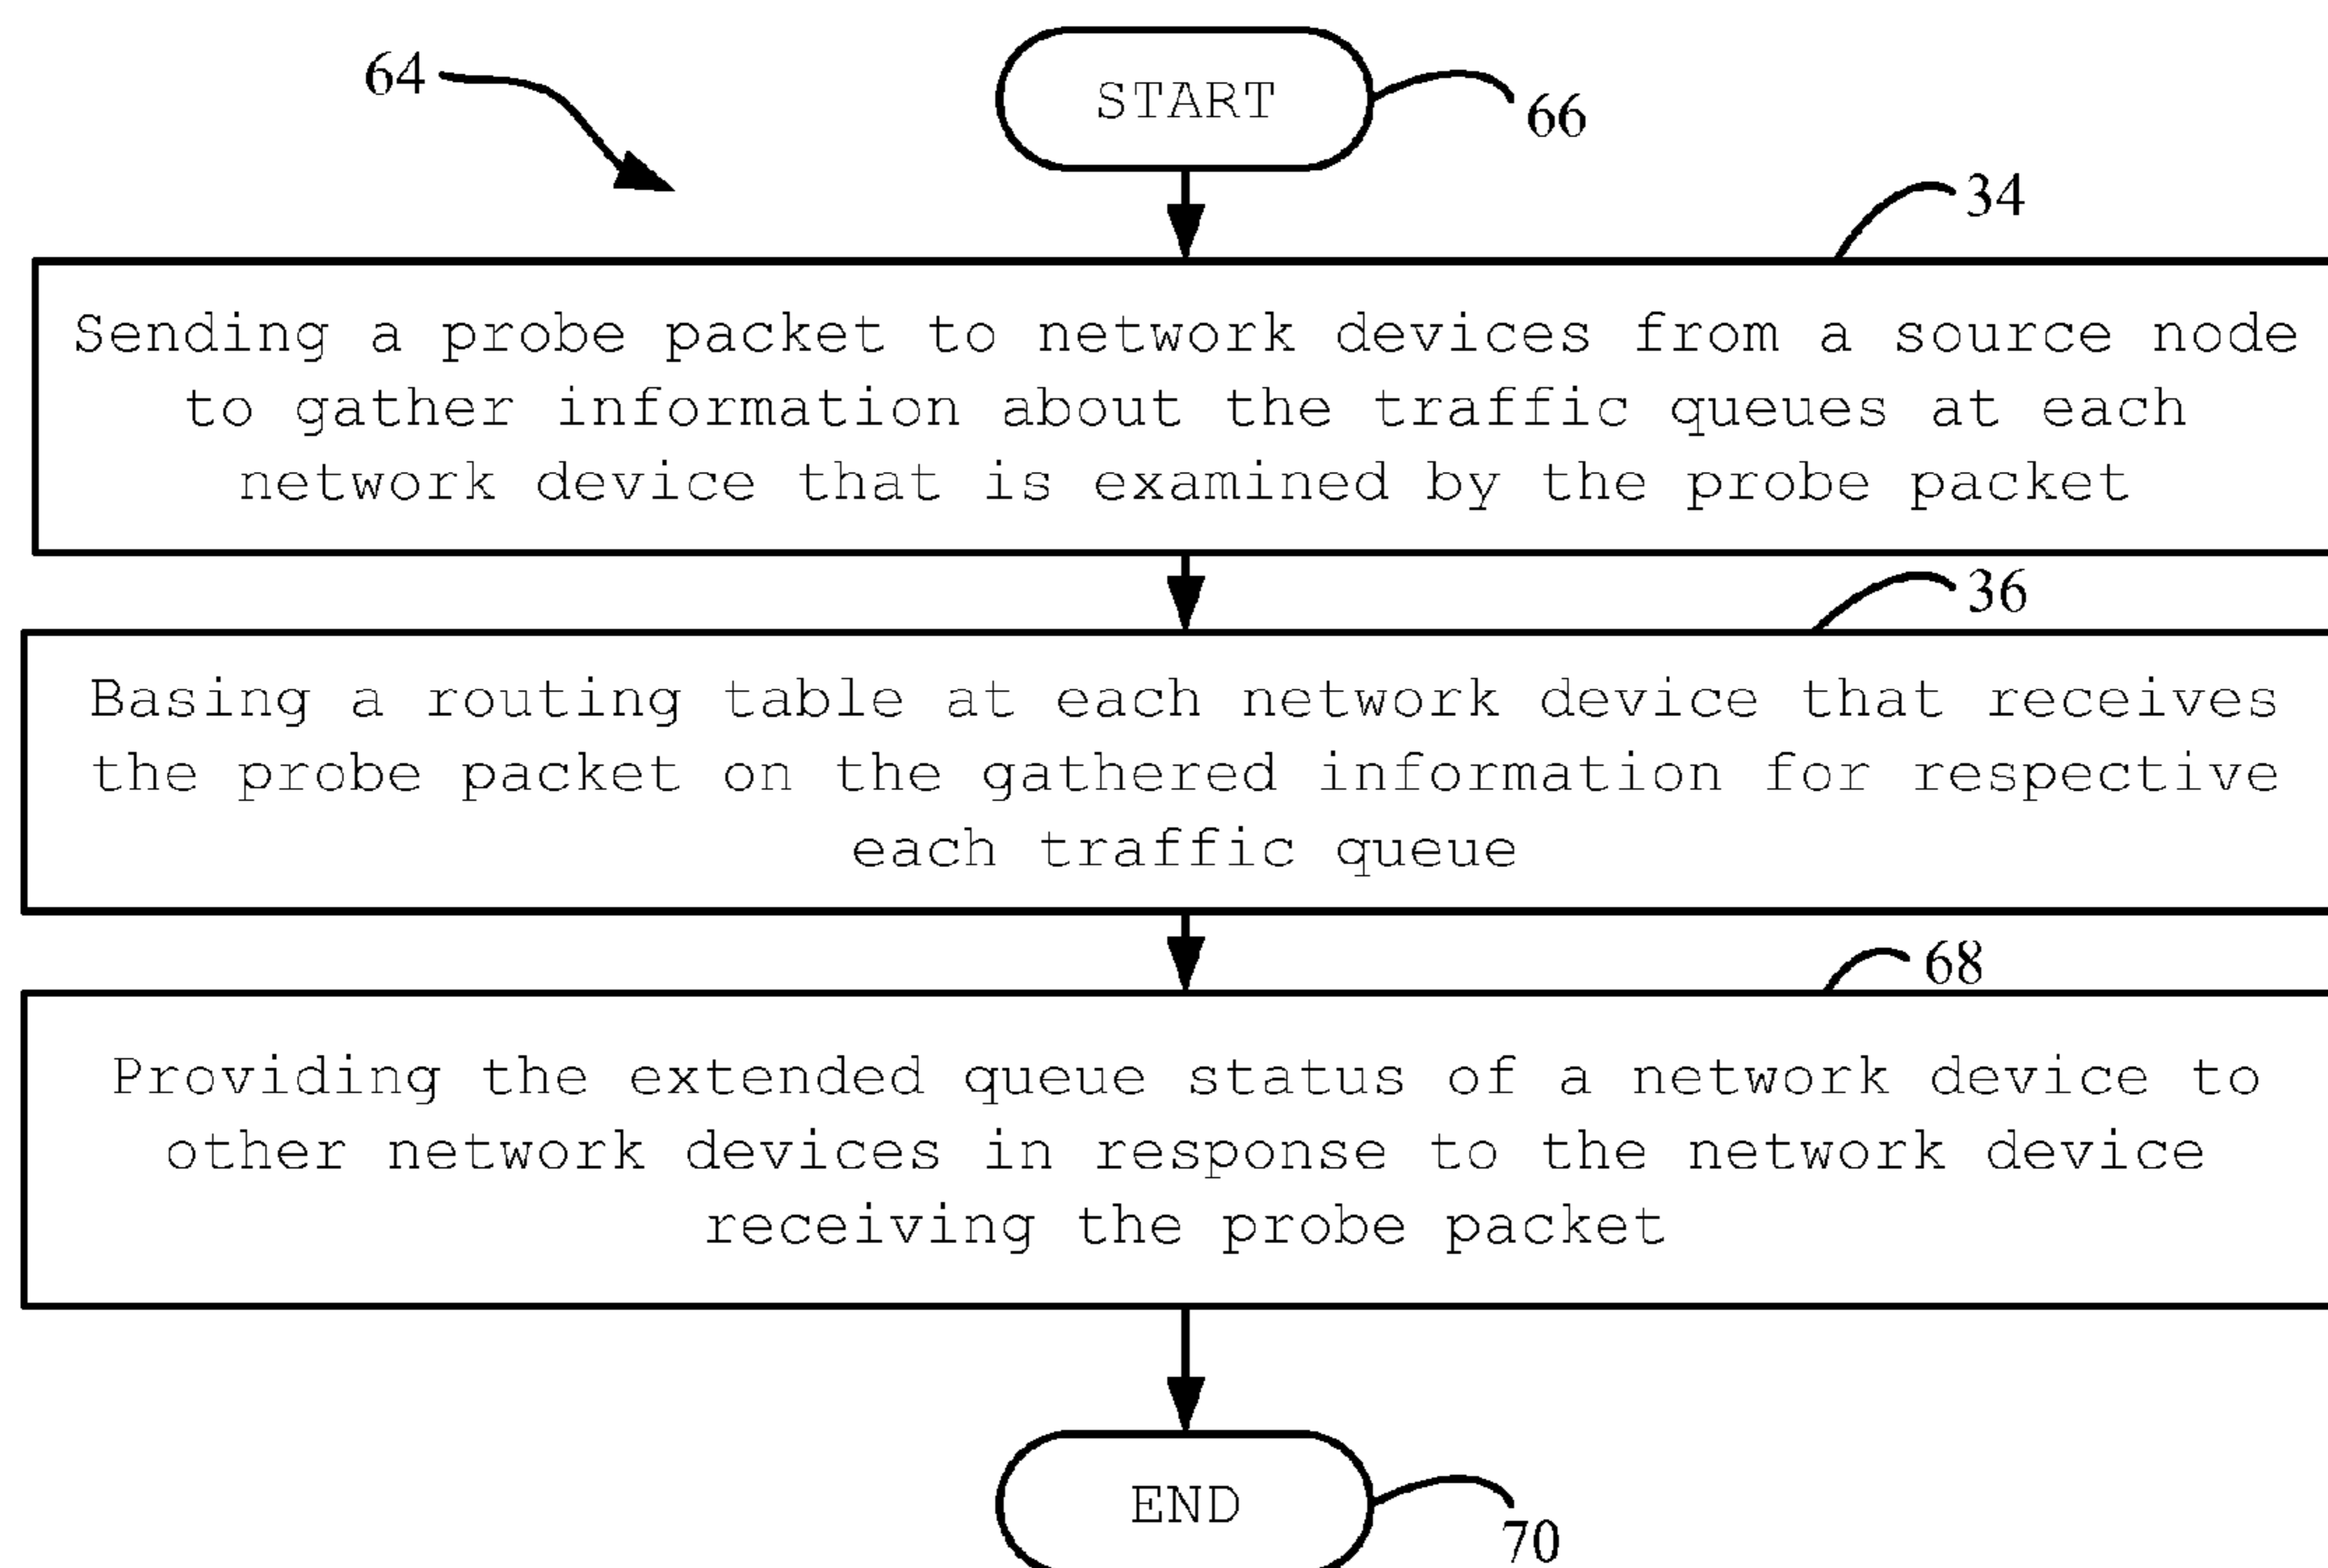 64
START
66
34
Sending a probe packet to network devices from a source node
to gather information about the traffic queues at each
network device that is examined by the probe packet
36
Basing a routing table at each network device that receives
the probe packet on the gathered information for respective
each traffic queue
68
Providing the extended queue status of a network device to
other network devices in response to the network device
receiving the probe packet
END
70